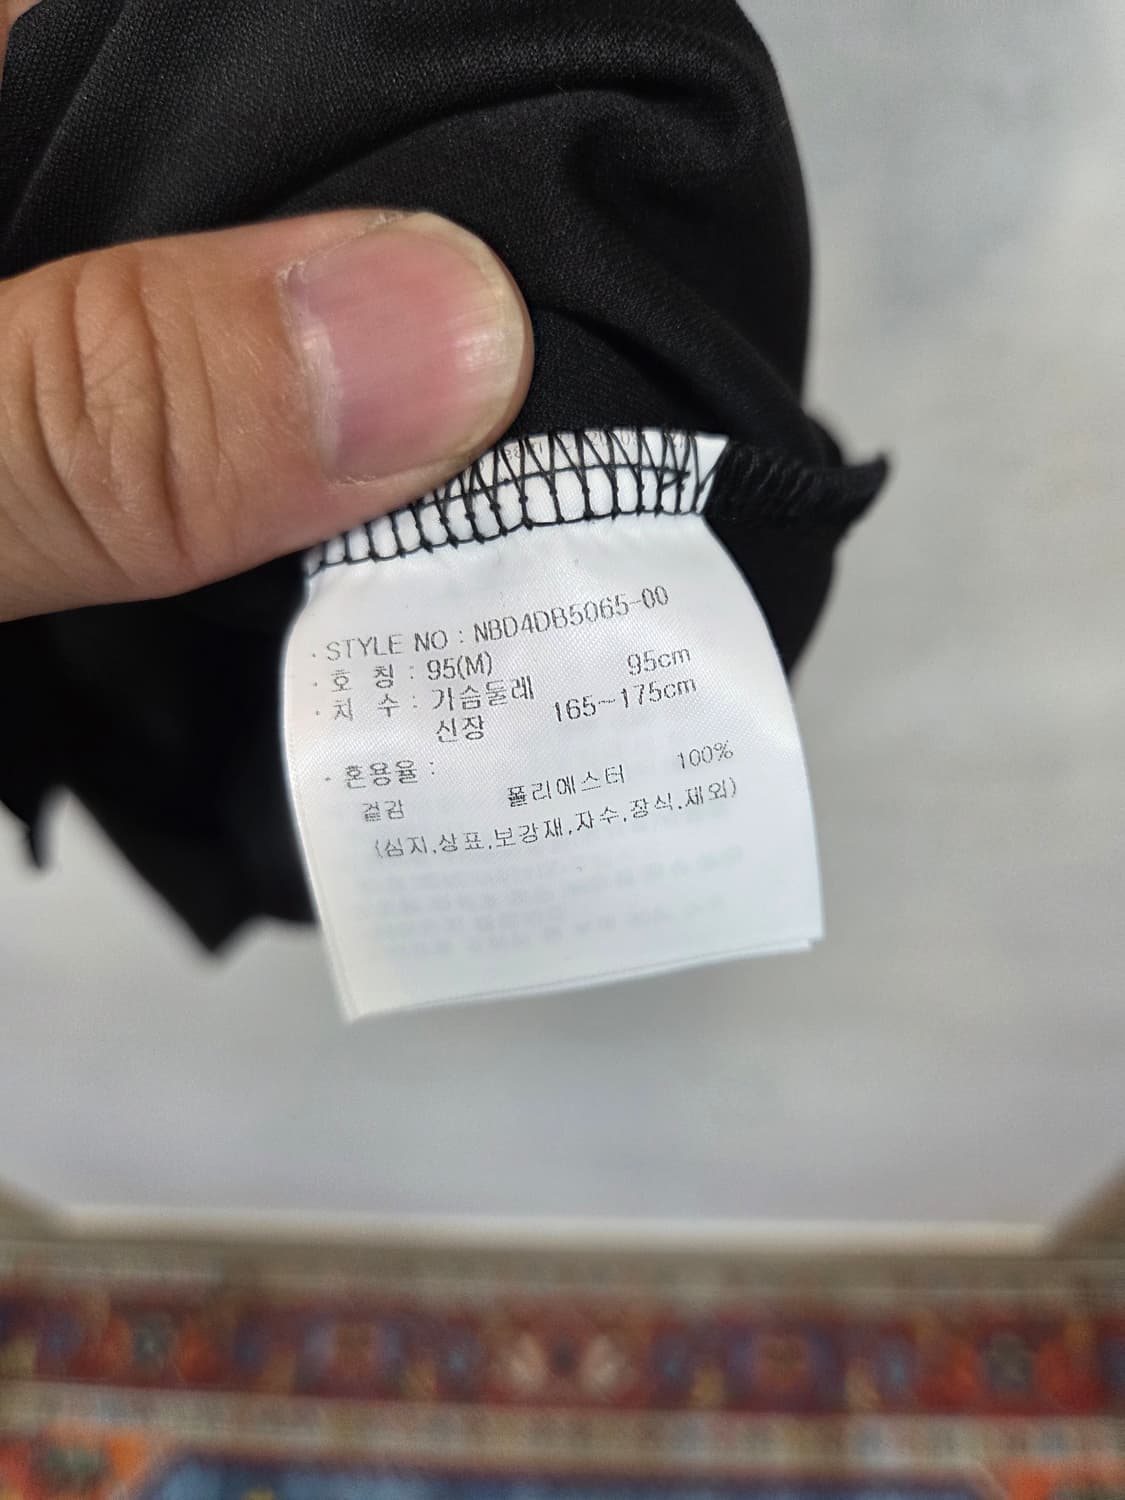 · STYLE NO : NBD4DB5065-00
· 호 칭 : 95(M)
· 치 수 : 가슴둘레 95cm
신장 165~175cm
· 혼용율 :
겉감 폴리에스터 100%
(심지,상표,보강재,자수,장식,제외)